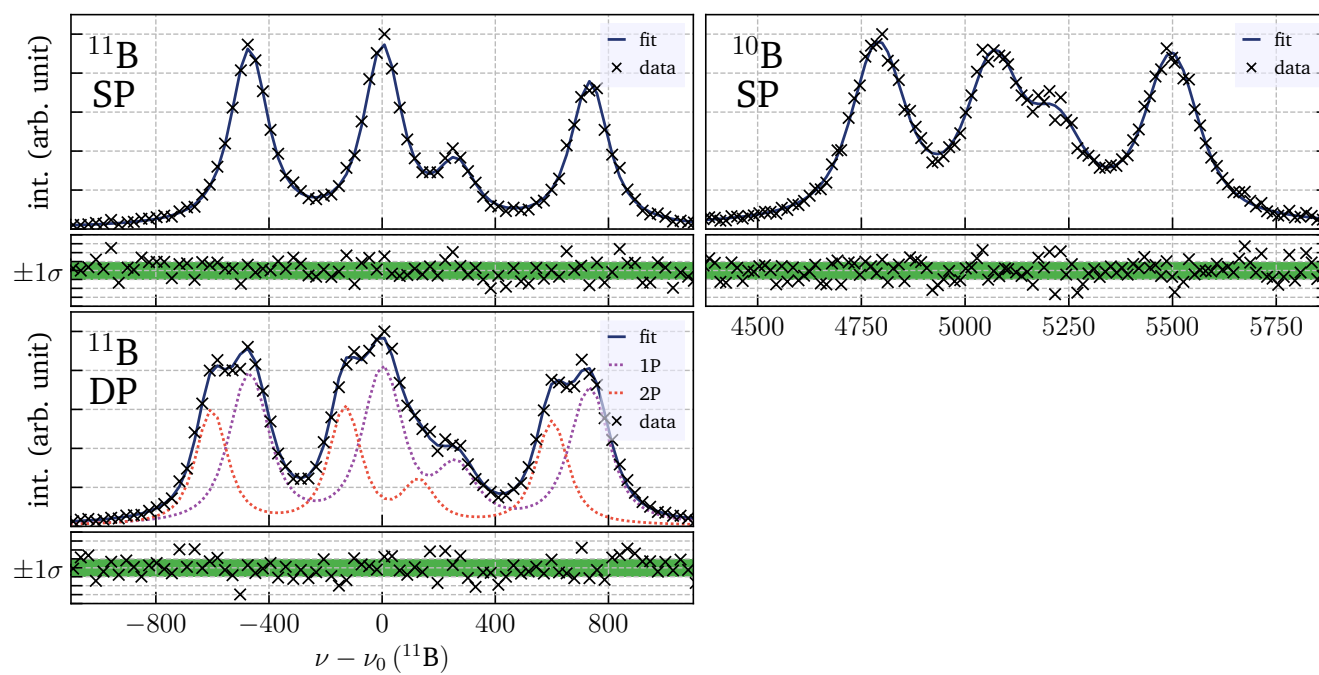 ¹¹B
SP
int. (arb. unit)
fit
data
±1σ
¹⁰B
SP
fit
data
4500 4750 5000 5250 5500 5750
¹¹B
DP
int. (arb. unit)
fit
1P
2P
data
±1σ
−800 −400 0 400 800
ν − ν₀ (¹¹B)